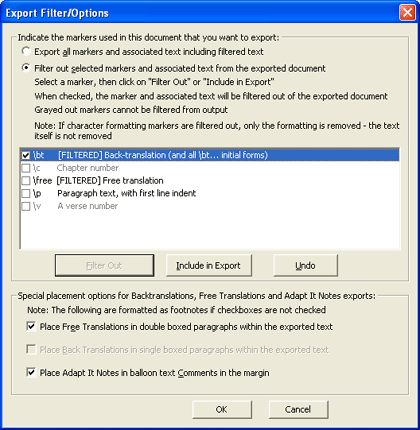 Export Filter/Options
Indicate the markers used in this document that you want to export:
Export all markers and associated text including filtered text
Filter out selected markers and associated text from the exported document
Select a marker, then click on "Filter Out" or "Include in Export"
When checked, the marker and associated text will be filtered out of the exported document
Grayed out markers cannot be filtered from output
Note: If character formatting markers are filtered out, only the formatting is removed - the text
itself is not removed
\bt [FILTERED] Back-translation (and all \bt... initial forms)
\c Chapter number
\free [FILTERED] Free translation
\p Paragraph text, with first line indent
\v A verse number
Filter Out Include in Export Undo
Special placement options for Backtranslations, Free Translations and Adapt It Notes exports:
Note: The following are formatted as footnotes if checkboxes are not checked
Place Free Translations in double boxed paragraphs within the exported text
Place Back Translations in single boxed paragraphs within the exported text
Place Adapt It Notes in balloon text Comments in the margin
OK Cancel